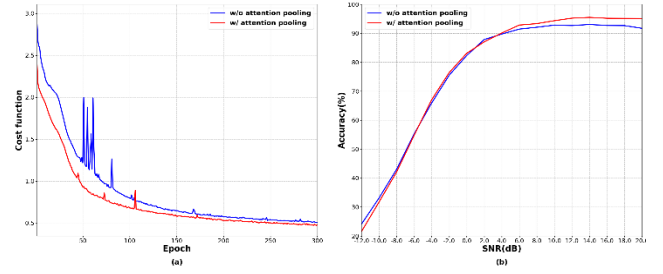 w/o attention pooling
w/ attention pooling
3.0
2.5
2.0
1.5
1.0
0.5
Cost function
50
100
150
200
250
300
Epoch
(a)
w/o attention pooling
w/ attention pooling
100
90
80
70
60
50
40
30
20
Accuracy(%)
-12.0 -10.0 -8.0 -6.0 -4.0 -2.0 0.0 2.0 4.0 6.0 8.0 10.0 12.0 14.0 16.0 18.0 20.0
SNR(dB)
(b)